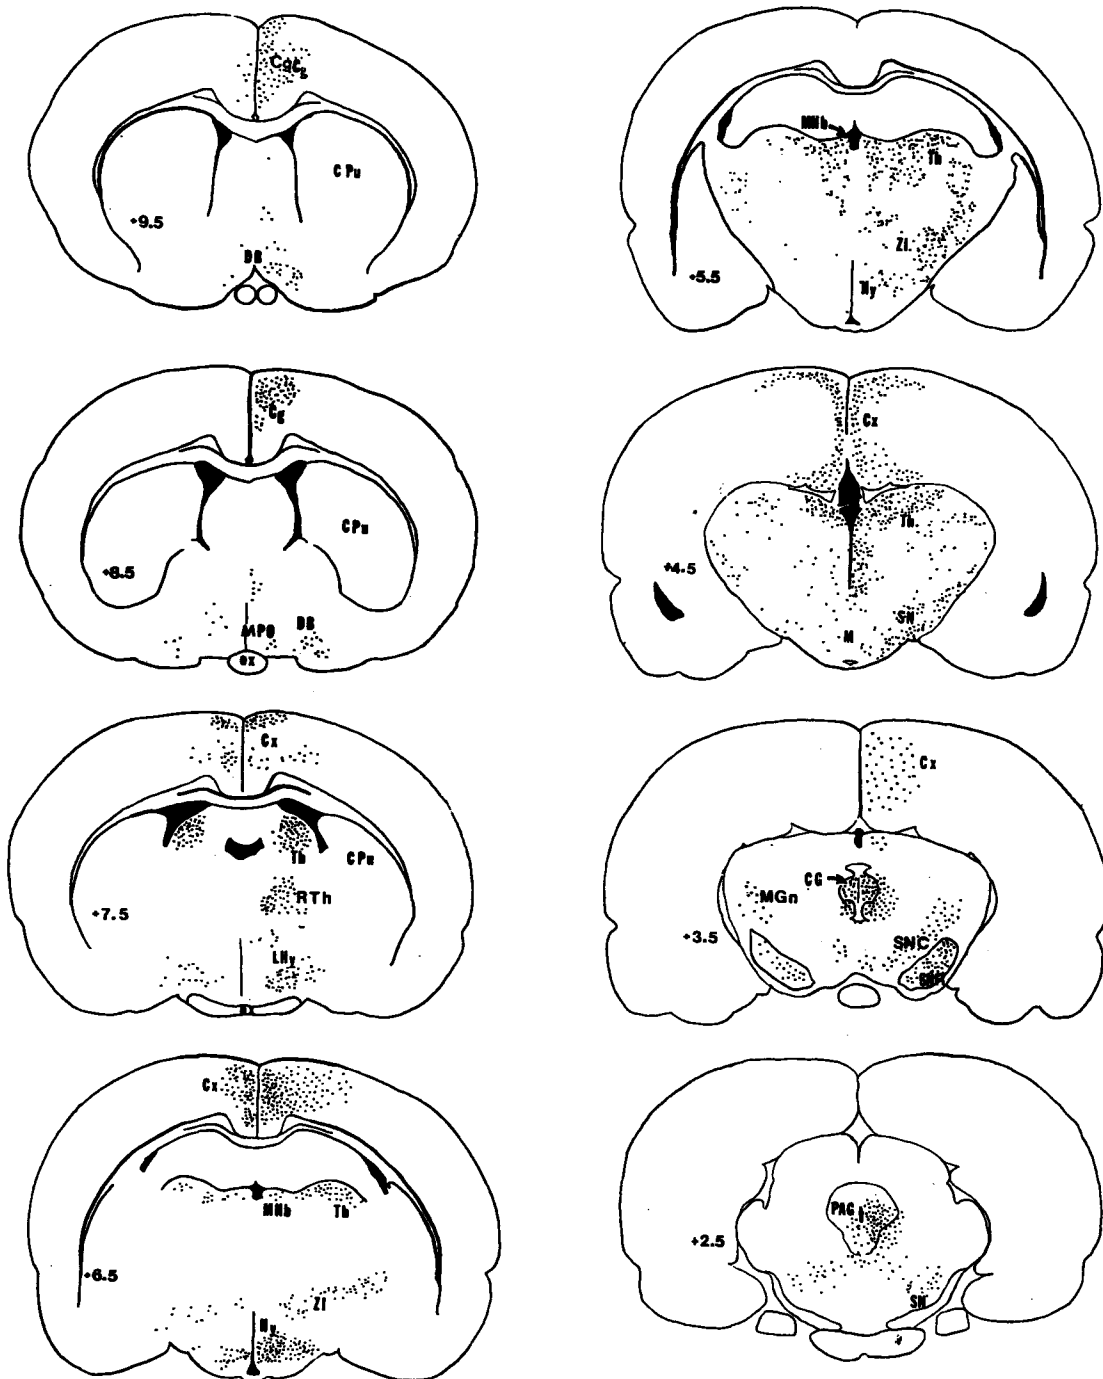 CPu
+9.5
DB
Cg
CPu
+8.5
MPO
DB
ox
Cx
Th
CPu
RTh
+7.5
LHy
Cx
MHb
Th
+6.5
ZI
Hy
MHb
Th
ZI
+5.5
Hy
Cx
Th
+4.5
SN
M
Cx
CG
MGn
+3.5
SNC
SNR
PAG
+2.5
SN